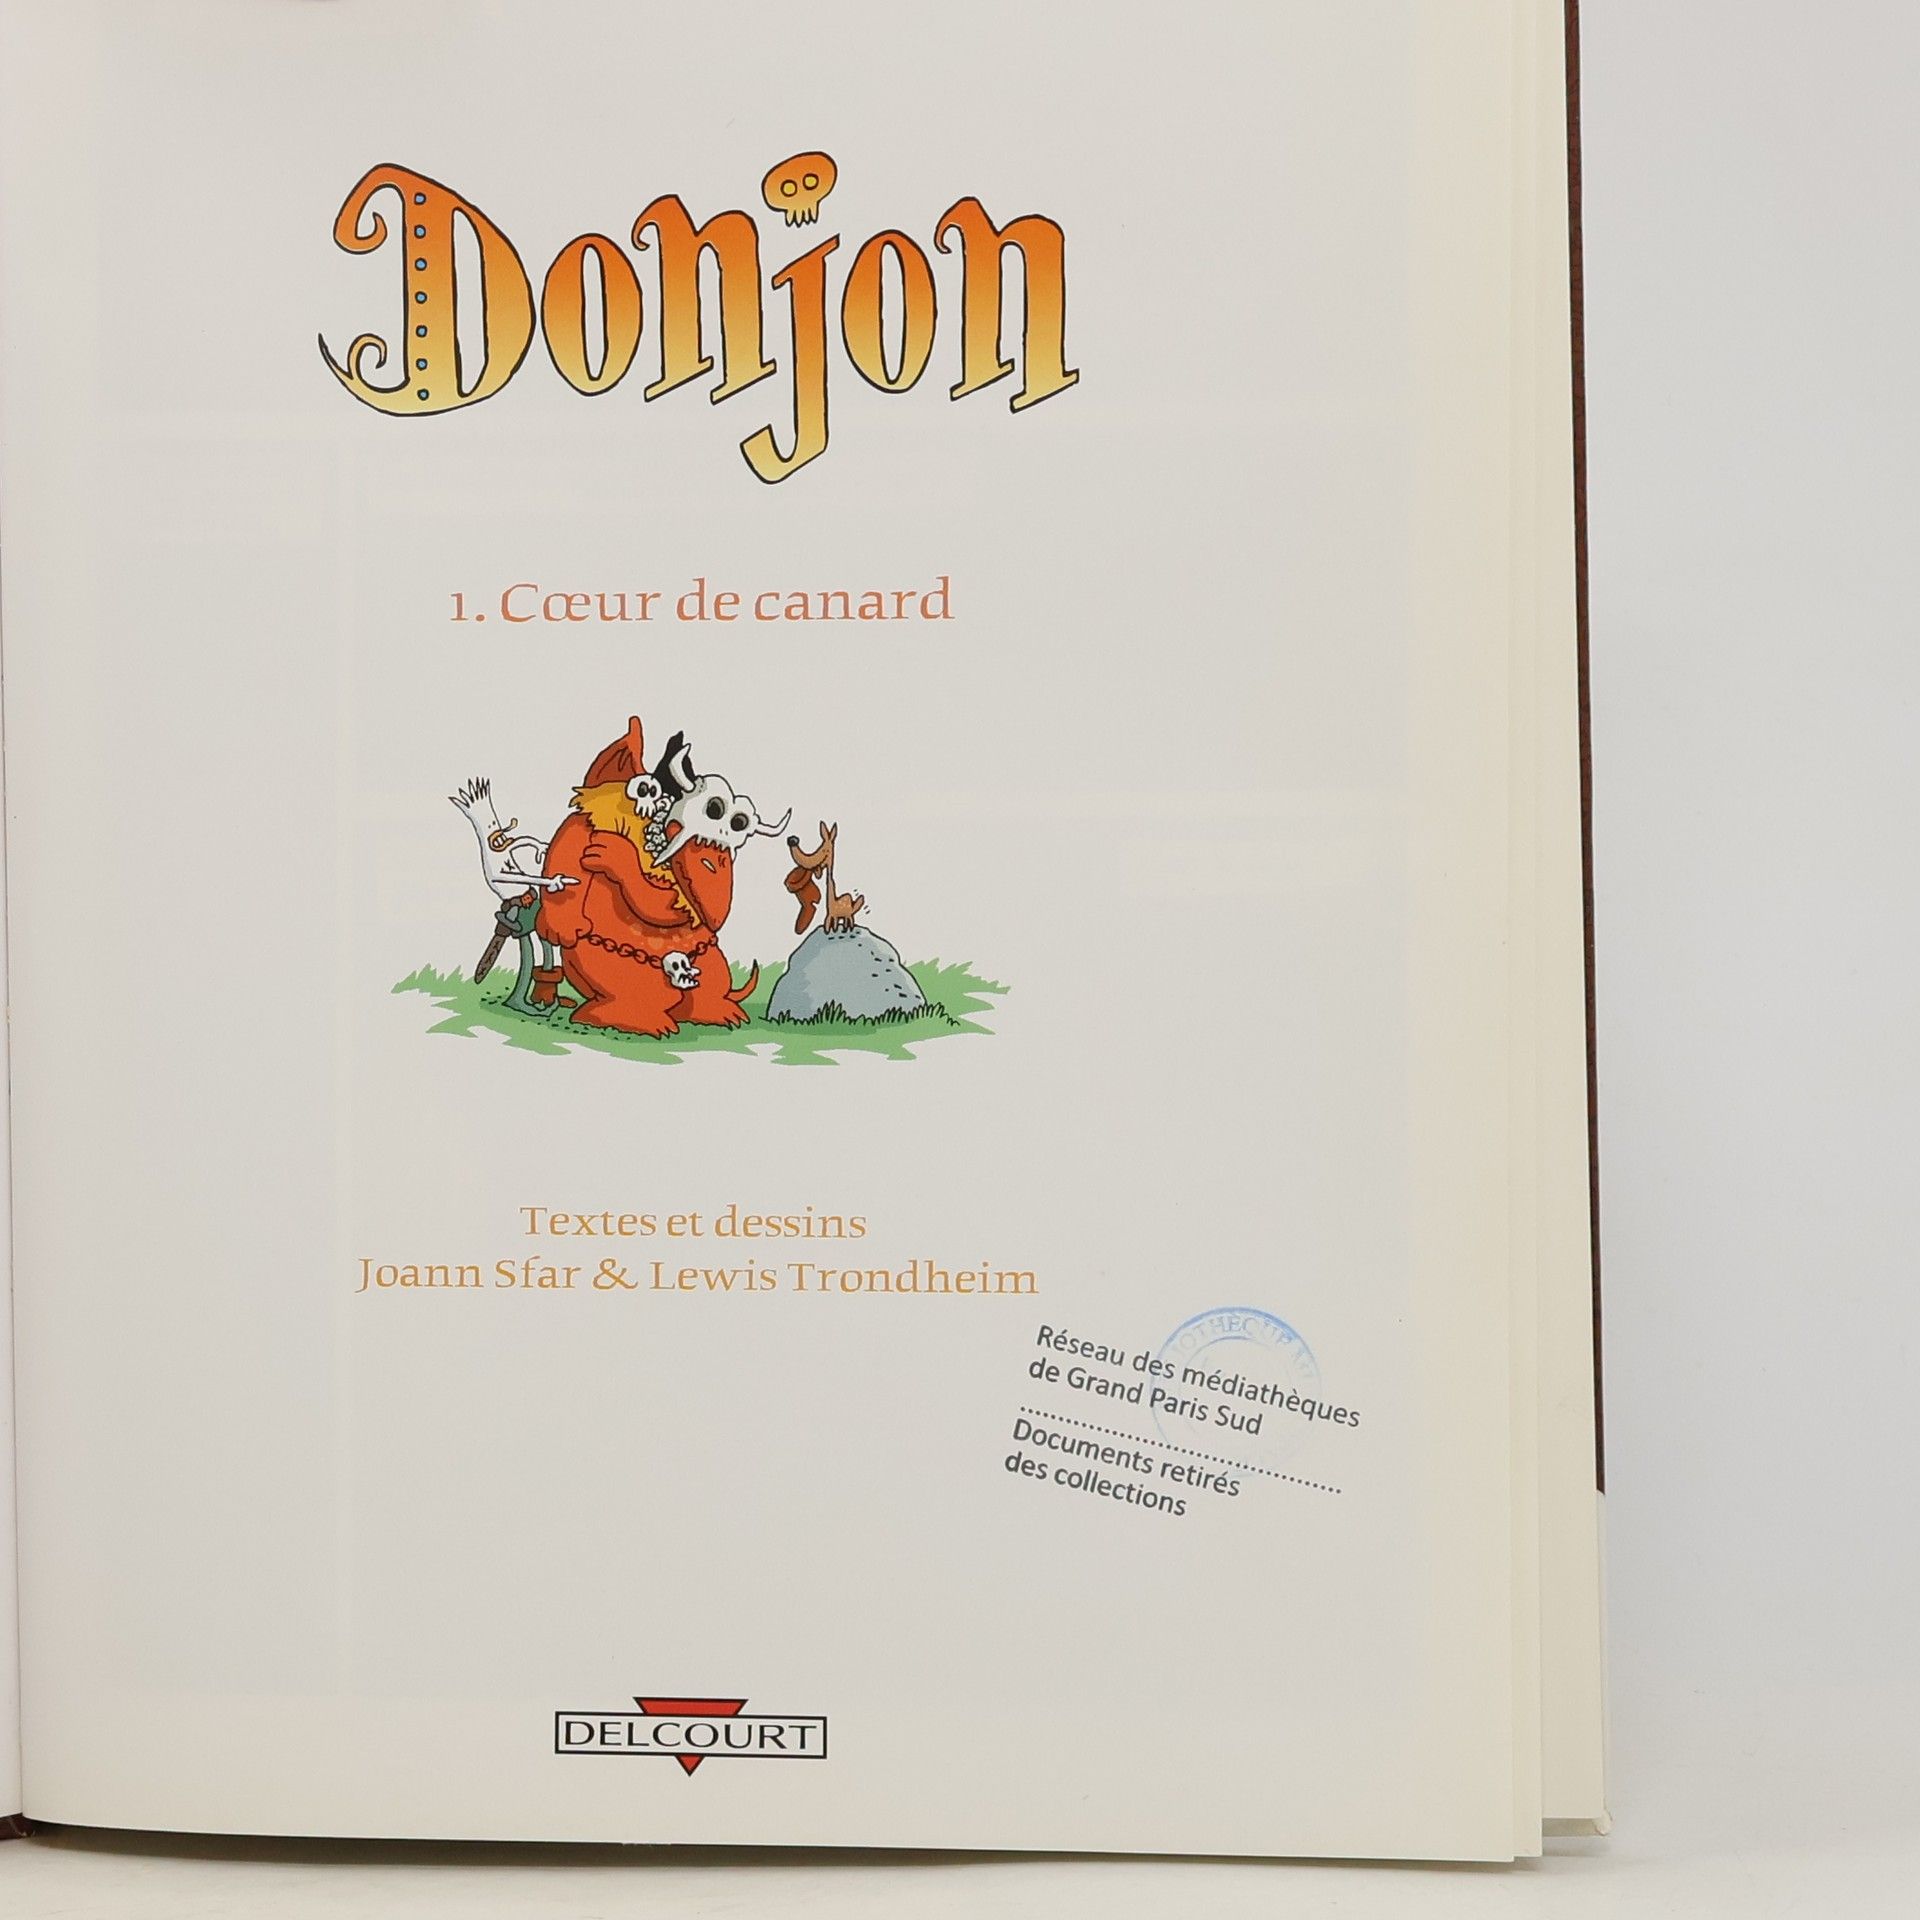 Donjon
1. Cœur de canard
Textes et dessins
Joann Sfar & Lewis Trondheim
Réseau des médiathèques
de Grand Paris Sud
Documents retirés
des collections
DELCOURT